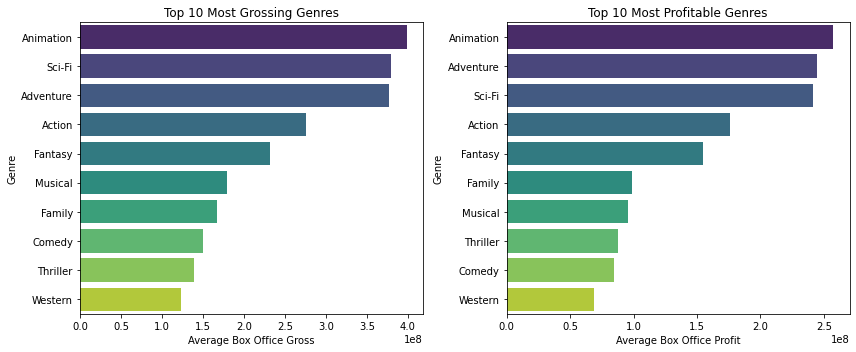 Top 10 Most Grossing Genres
Genre
Animation
Sci-Fi
Adventure
Action
Fantasy
Musical
Family
Comedy
Thriller
Western
0.0 0.5 1.0 1.5 2.0 2.5 3.0 3.5 4.0
1e8
Average Box Office Gross
Top 10 Most Profitable Genres
Genre
Animation
Adventure
Sci-Fi
Action
Fantasy
Family
Musical
Thriller
Comedy
Western
0.0 0.5 1.0 1.5 2.0 2.5
1e8
Average Box Office Profit